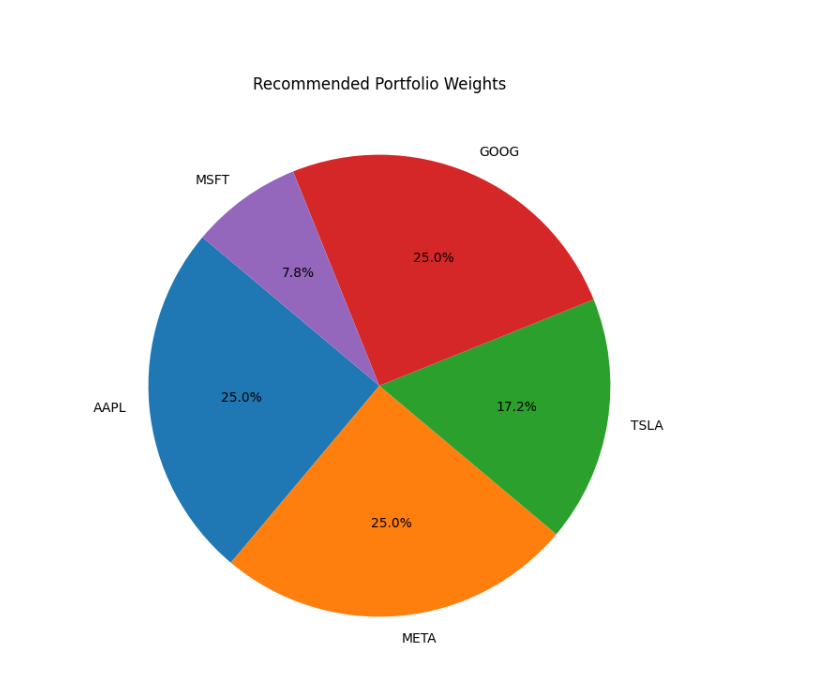 Recommended Portfolio Weights
GOOG
MSFT
25.0%
7.8%
25.0%
17.2%
AAPL
TSLA
25.0%
META